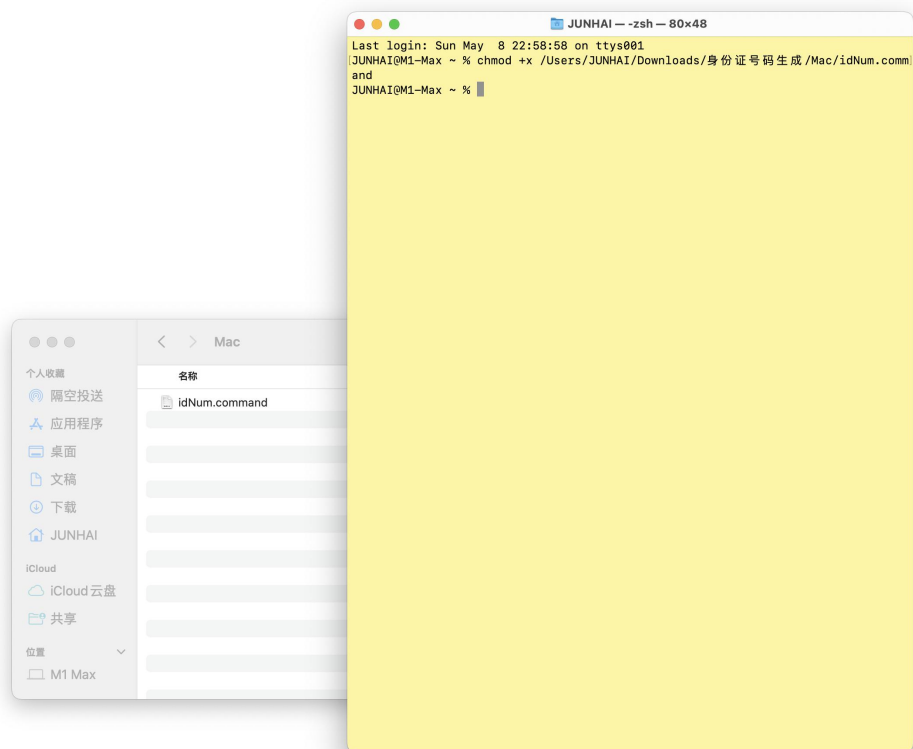 JUNHAI — -zsh — 80×48
Last login: Sun May  8 22:58:58 on ttys001
[JUNHAI@M1-Max ~ % chmod +x /Users/JUNHAI/Downloads/身份证号码生成/Mac/idNum.comm]
and
JUNHAI@M1-Max ~ %
Mac
个人收藏
隔空投送
应用程序
桌面
文稿
下载
JUNHAI
iCloud
iCloud云盘
共享
位置
M1 Max
名称
idNum.command